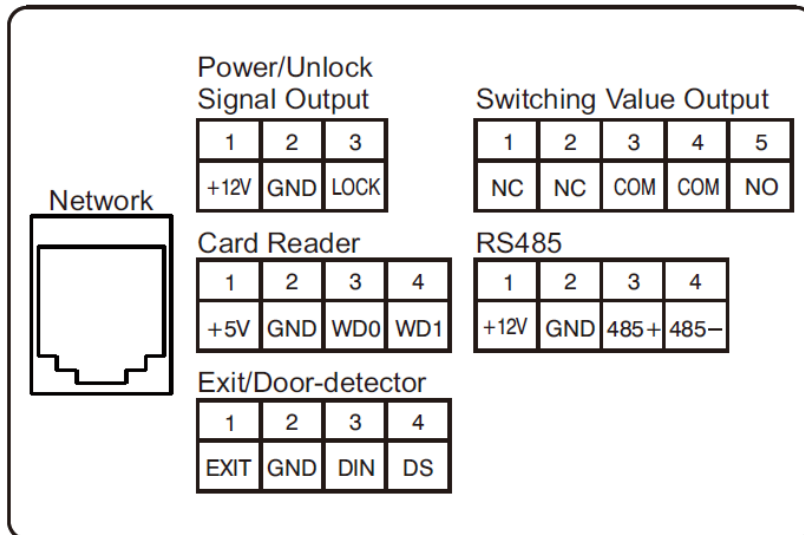 Power/Unlock
Signal Output
1 2 3
+12V GND LOCK
Switching Value Output
1 2 3 4 5
NC NC COM COM NO
Network
Card Reader
1 2 3 4
+5V GND WD0 WD1
RS485
1 2 3 4
+12V GND 485+ 485−
Exit/Door-detector
1 2 3 4
EXIT GND DIN DS